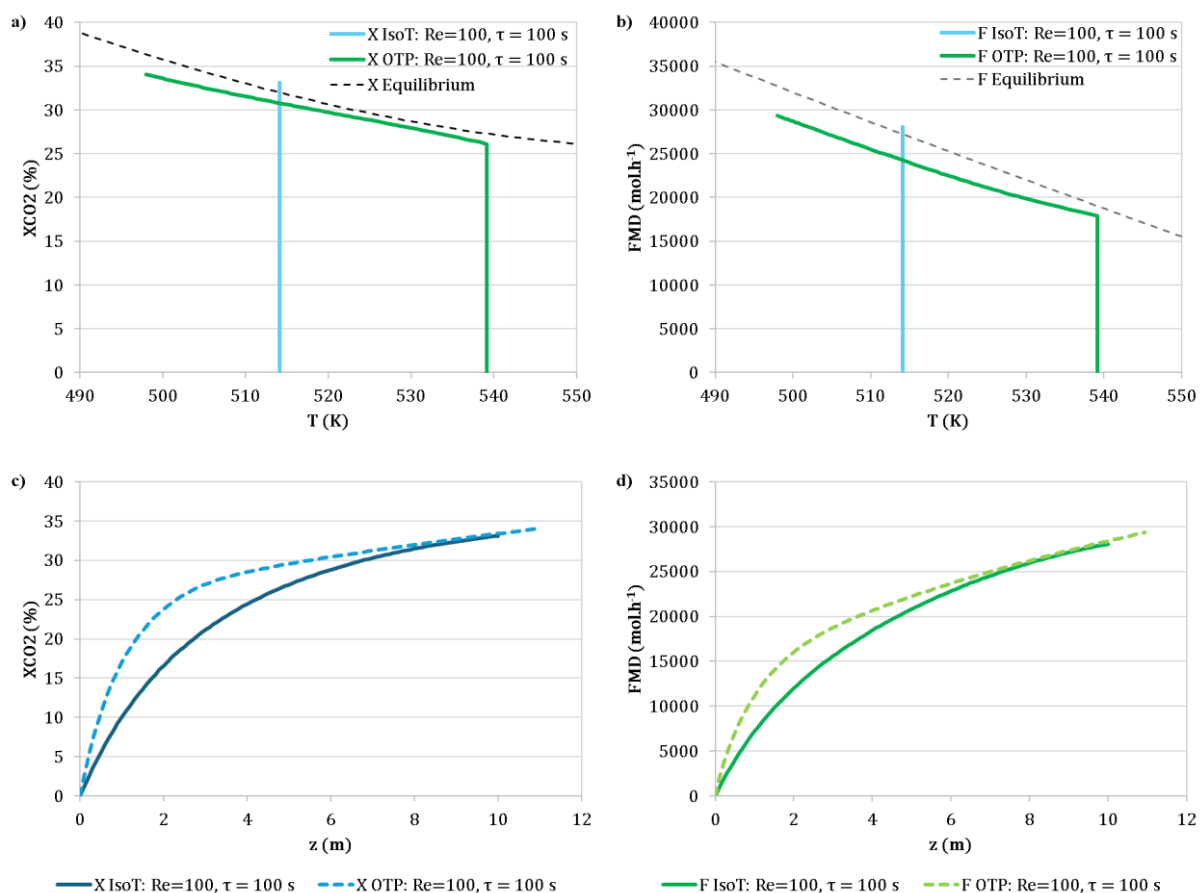 a)
40
35
30
25
20
15
10
5
0
XCO2 (%)
X IsoT: Re=100, τ = 100 s
X OTP: Re=100, τ = 100 s
X Equilibrium
490 500 510 520 530 540 550
T (K)
b)
40000
35000
30000
25000
20000
15000
10000
5000
0
FMD (mol.h⁻¹)
F IsoT: Re=100, τ = 100 s
F OTP: Re=100, τ = 100 s
F Equilibrium
490 500 510 520 530 540 550
T (K)
c)
40
35
30
25
20
15
10
5
0
XCO2 (%)
0 2 4 6 8 10 12
z (m)
X IsoT: Re=100, τ = 100 s X OTP: Re=100, τ = 100 s
d)
35000
30000
25000
20000
15000
10000
5000
0
FMD (mol.h⁻¹)
0 2 4 6 8 10 12
z (m)
F IsoT: Re=100, τ = 100 s F OTP: Re=100, τ = 100 s